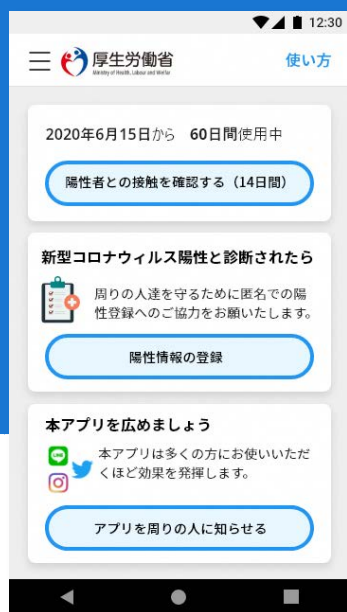 12:30
厚生労働省
Ministry of Health, Labour and Welfare
使い方
2020年6月15日から 60日間使用中
陽性者との接触を確認する（14日間）
新型コロナウィルス陽性と診断されたら
周りの人達を守るために匿名での陽
性登録へのご協力をお願いいたします。
陽性情報の登録
本アプリを広めましょう
LINE
本アプリは多くの方にお使いいただ
くほど効果を発揮します。
アプリを周りの人に知らせる